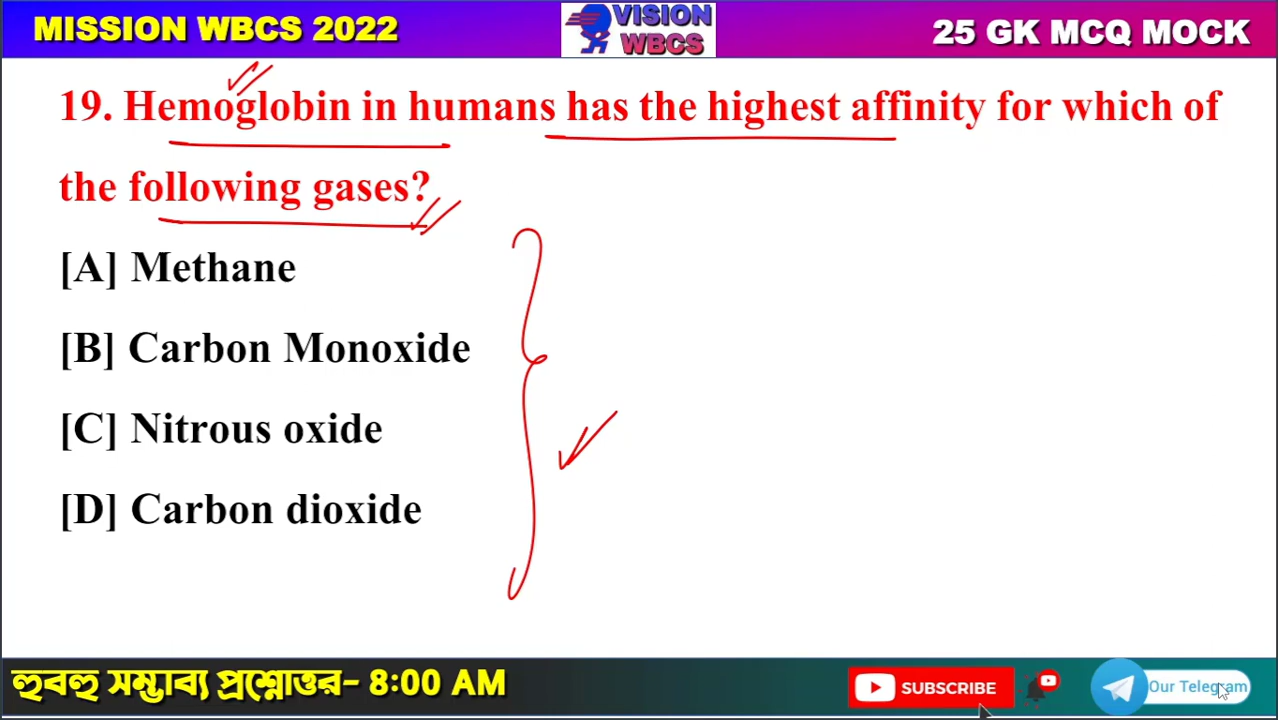 MISSION WBCS 2022
VISION
WBCS
25 GK MCQ MOCK
19. Hemoglobin in humans has the highest affinity for which of
the following gases?
[A] Methane
[B] Carbon Monoxide
[C] Nitrous oxide
[D] Carbon dioxide
হুবহু সম্ভাব্য প্রশ্নোত্তর- 8:00 AM
SUBSCRIBE
Our Telegram